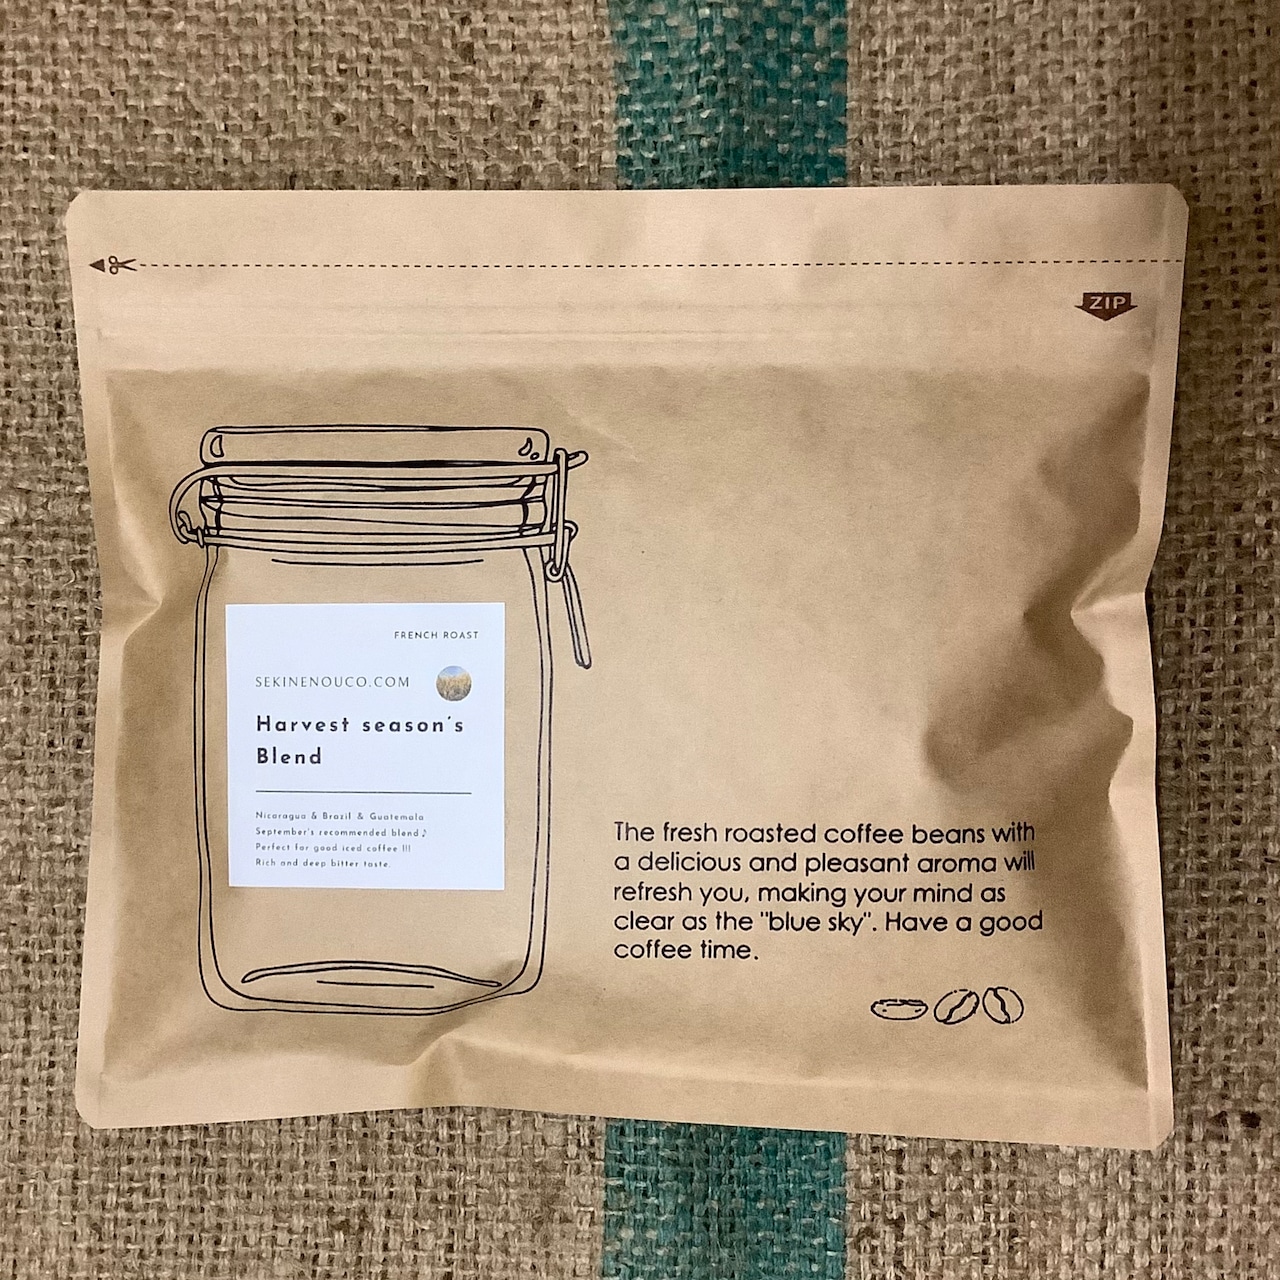 ZIP
FRENCH ROAST
SEKINENOUCO.COM
Harvest season's
Blend
Nicaragua & Brazil & Guatemala
September's recommended blend♪
Perfect for good iced coffee !!!
Rich and deep bitter taste.
The fresh roasted coffee beans with
a delicious and pleasant aroma will
refresh you, making your mind as
clear as the "blue sky". Have a good
coffee time.